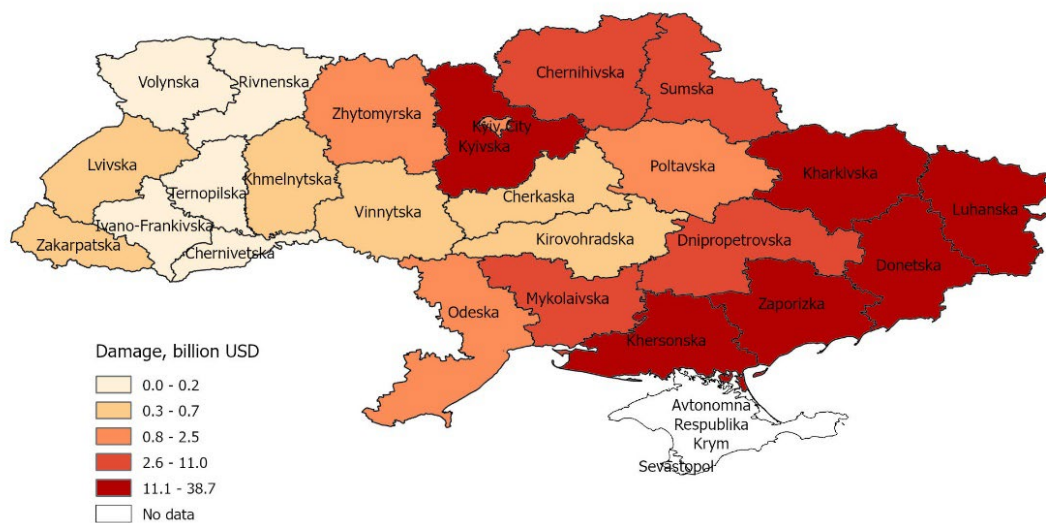 Volynska
Rivnenska
Zhytomyrska
Chernihivska
Sumska
Kyiv City
Kyivska
Lvivska
Ternopilska
Khmelnytska
Poltavska
Kharkivska
Luhanska
Ivano-Frankivska
Vinnytska
Cherkaska
Zakarpatska
Chernivetska
Kirovohradska
Dnipropetrovska
Donetska
Odeska
Mykolaivska
Zaporizka
Khersonska
Avtonomna
Respublika
Krym
Sevastopol
Damage, billion USD
0.0 - 0.2
0.3 - 0.7
0.8 - 2.5
2.6 - 11.0
11.1 - 38.7
No data